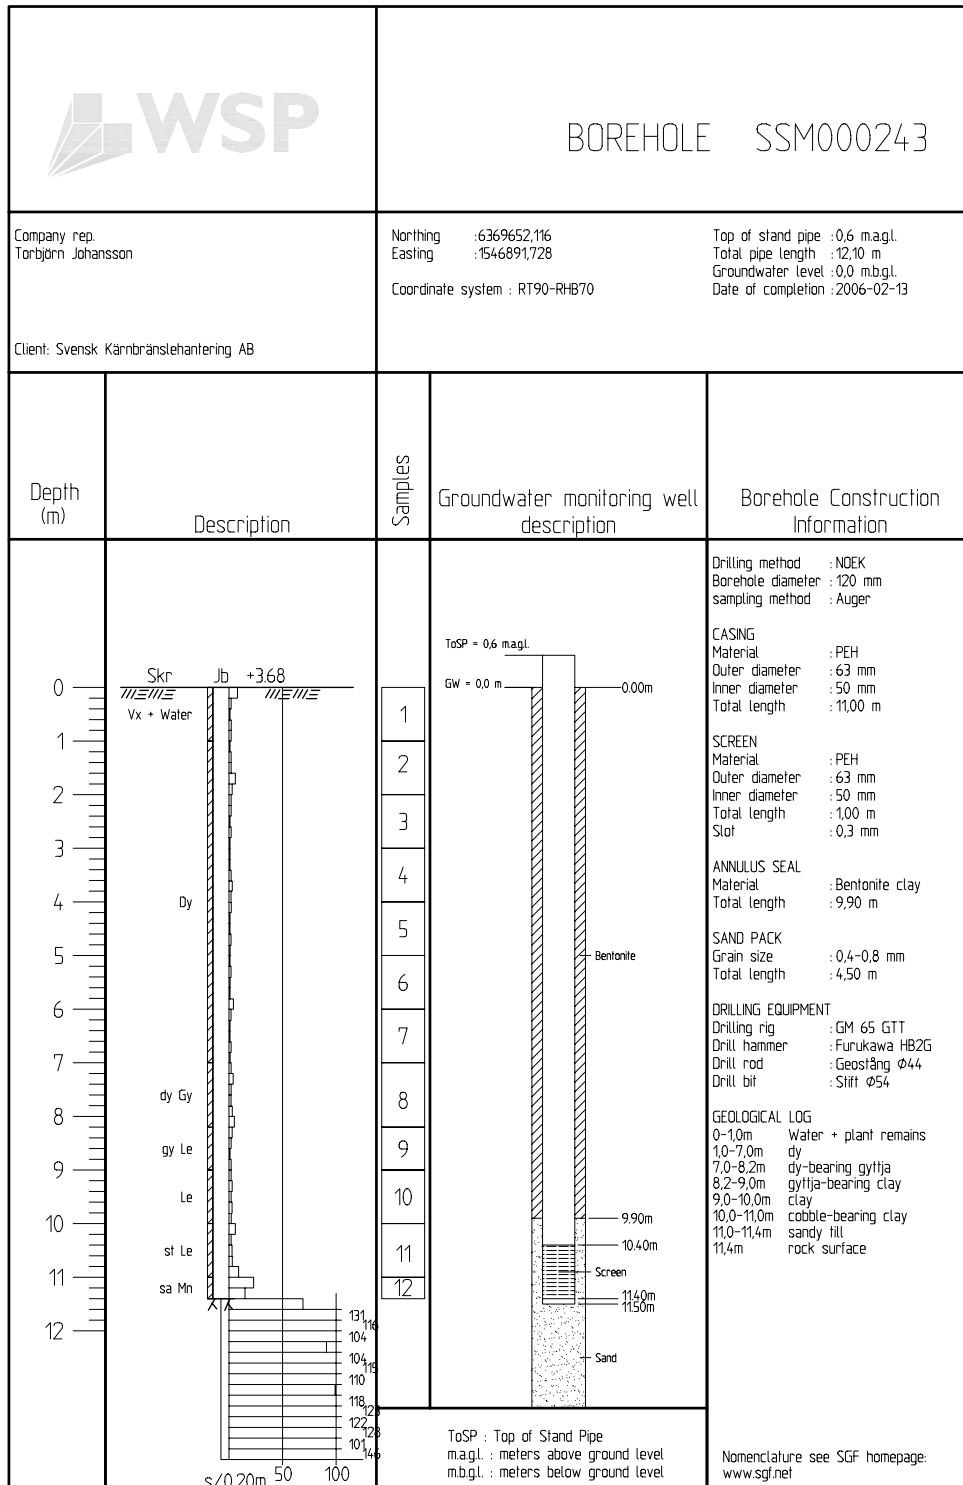 WSP
BOREHOLE SSM000243
Company rep.
Torbjörn Johansson
Client: Svensk Kärnbränslehantering AB
Northing :6369652,116
Easting :1546891,728
Coordinate system : RT90-RHB70
Top of stand pipe :0,6 m.a.g.l.
Total pipe length :12,10 m
Groundwater level :0,0 m.b.g.l.
Date of completion :2006-02-13
Depth
(m)
Description
Samples
Groundwater monitoring well
description
Borehole Construction
Information
Skr Jb +3.68
0
Vx + Water
1
2
3
4
Dy
5
6
7
dy Gy
8
gy Le
9
Le
10
st Le
11
sa Mn
12
131
116
104
104
115
110
118
123
122
128
101
146
s/0.20m 50 100
1
2
3
4
5
6
7
8
9
10
11
12
ToSP = 0,6 m.a.g.l.
GW = 0,0 m
0.00m
Bentonite
9.90m
10.40m
Screen
11.40m
11.50m
Sand
ToSP : Top of Stand Pipe
m.a.g.l. : meters above ground level
m.b.g.l. : meters below ground level
Drilling method : NOEK
Borehole diameter : 120 mm
sampling method : Auger
CASING
Material : PEH
Outer diameter : 63 mm
Inner diameter : 50 mm
Total length : 11,00 m
SCREEN
Material : PEH
Outer diameter : 63 mm
Inner diameter : 50 mm
Total length : 1,00 m
Slot : 0,3 mm
ANNULUS SEAL
Material : Bentonite clay
Total length : 9,90 m
SAND PACK
Grain size : 0,4-0,8 mm
Total length : 4,50 m
DRILLING EQUIPMENT
Drilling rig : GM 65 GTT
Drill hammer : Furukawa HB2G
Drill rod : Geostång Ø44
Drill bit : Stift Ø54
GEOLOGICAL LOG
0-1,0m Water + plant remains
1,0-7,0m dy
7,0-8,2m dy-bearing gyttja
8,2-9,0m gyttja-bearing clay
9,0-10,0m clay
10,0-11,0m cobble-bearing clay
11,0-11,4m sandy till
11,4m rock surface
Nomenclature see SGF homepage:
www.sgf.net